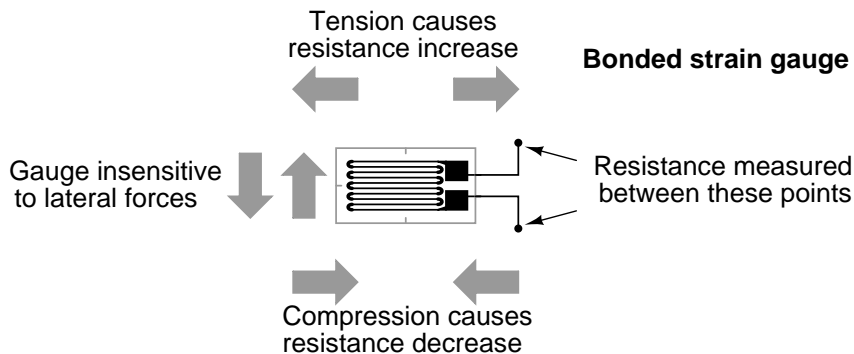 Tension causes
resistance increase
Bonded strain gauge
Gauge insensitive
to lateral forces
Resistance measured
between these points
Compression causes
resistance decrease